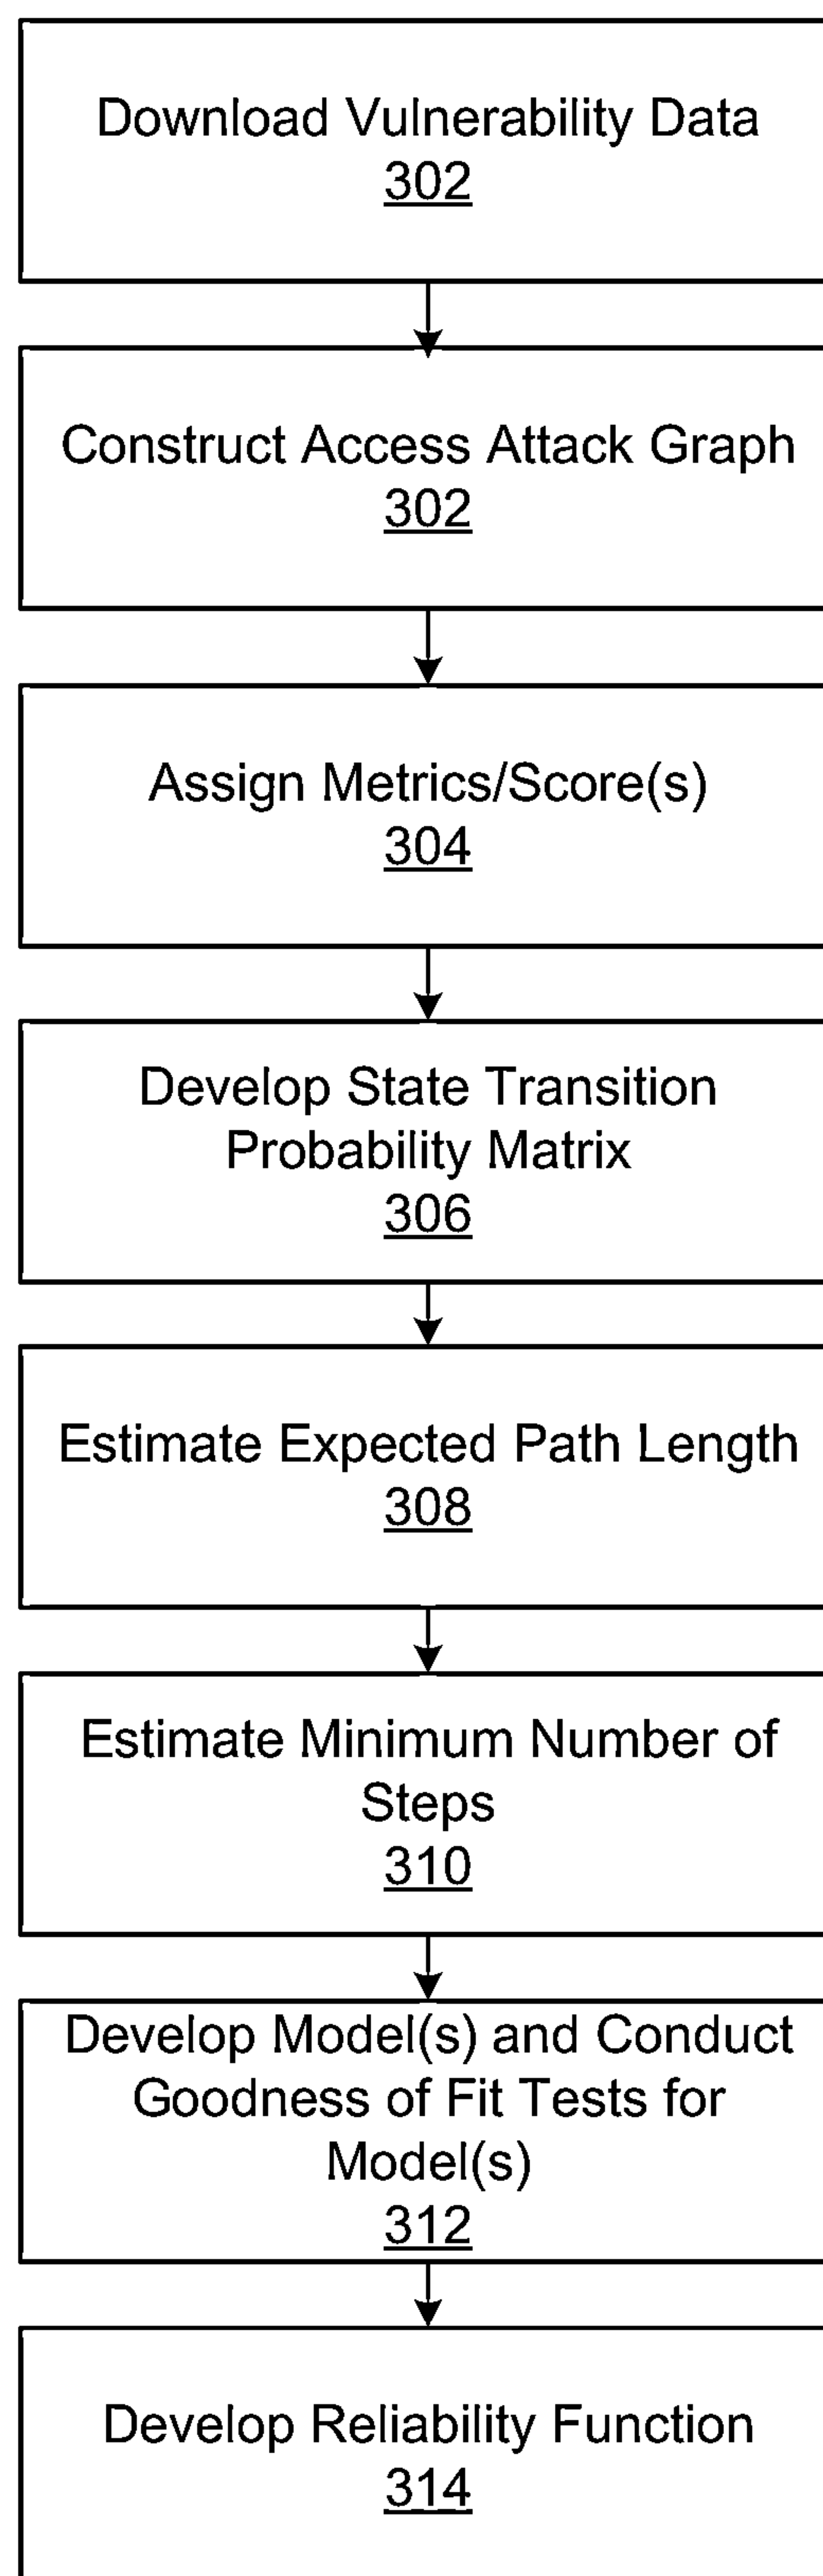 Download Vulnerability Data
302
Construct Access Attack Graph
302
Assign Metrics/Score(s)
304
Develop State Transition
Probability Matrix
306
Estimate Expected Path Length
308
Estimate Minimum Number of
Steps
310
Develop Model(s) and Conduct
Goodness of Fit Tests for
Model(s)
312
Develop Reliability Function
314